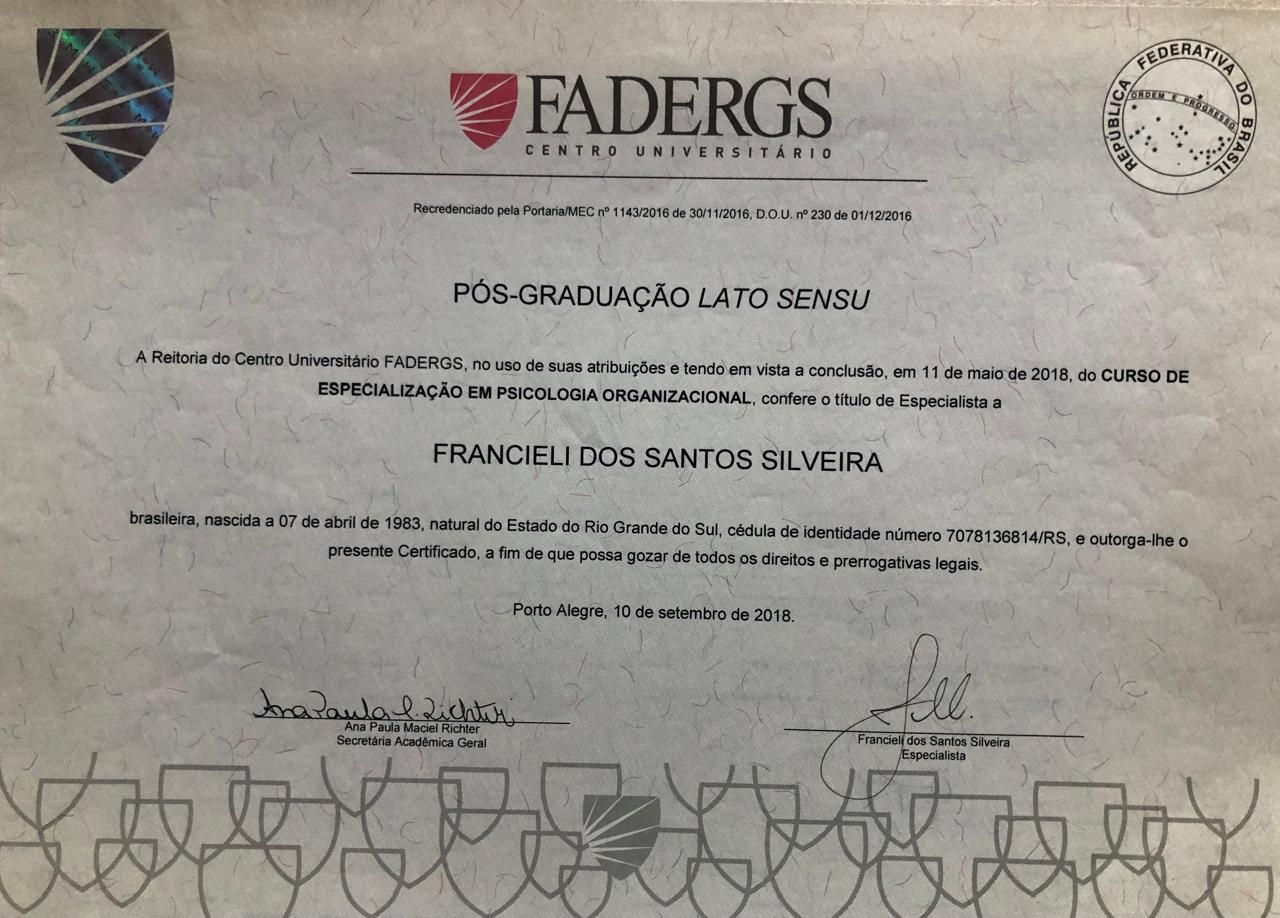 FADERGS
CENTRO UNIVERSITÁRIO
REPÚBLICA FEDERATIVA DO BRASIL
ORDEM E PROGRESSO
Recredenciado pela Portaria/MEC nº 1143/2016 de 30/11/2016, D.O.U. nº 230 de 01/12/2016
PÓS-GRADUAÇÃO LATO SENSU
A Reitoria do Centro Universitário FADERGS, no uso de suas atribuições e tendo em vista a conclusão, em 11 de maio de 2018, do CURSO DE
ESPECIALIZAÇÃO EM PSICOLOGIA ORGANIZACIONAL, confere o título de Especialista a
FRANCIELI DOS SANTOS SILVEIRA
brasileira, nascida a 07 de abril de 1983, natural do Estado do Rio Grande do Sul, cédula de identidade número 7078136814/RS, e outorga-lhe o
presente Certificado, a fim de que possa gozar de todos os direitos e prerrogativas legais.
Porto Alegre, 10 de setembro de 2018.
Ana Paula Richter
Ana Paula Maciel Richter
Secretária Acadêmica Geral
Francieli dos Santos Silveira
Especialista